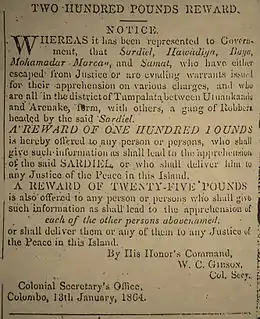 TWO HUNDRED POUNDS REWARD.
NOTICE.
WHEREAS it has been represented to Govern-
ment, that Sardiel, Hawadiya, Baya,
Mohamadar Morcan, and Samat, who have either
escaped from Justice or are evading warrants issued
for their apprehension on various charges, and who
are all in the district of Tumpalata, between Utuankande
and Arenake, form, with others, a gang of Robbers
headed by the said Sardiel.
A REWARD OF ONE HUNDRED POUNDS
is hereby offered to any person or persons, who shall
give such information as shall lead to the apprehension
of the said SARDIEL, or who shall deliver him to
any Justice of the Peace in this Island.
A REWARD OF TWENTY-FIVE POUNDS
is also offered to any person or persons who shall give
such information as shall lead to the apprehension of
each of the other persons abovenamed.
or shall deliver them or any of them to any Justice of
the Peace in this Island.
By His Honor's Command,
W. C. GIBSON,
Col. Secy.
Colonial Secretary's Office,
Colombo, 13th January, 1864.